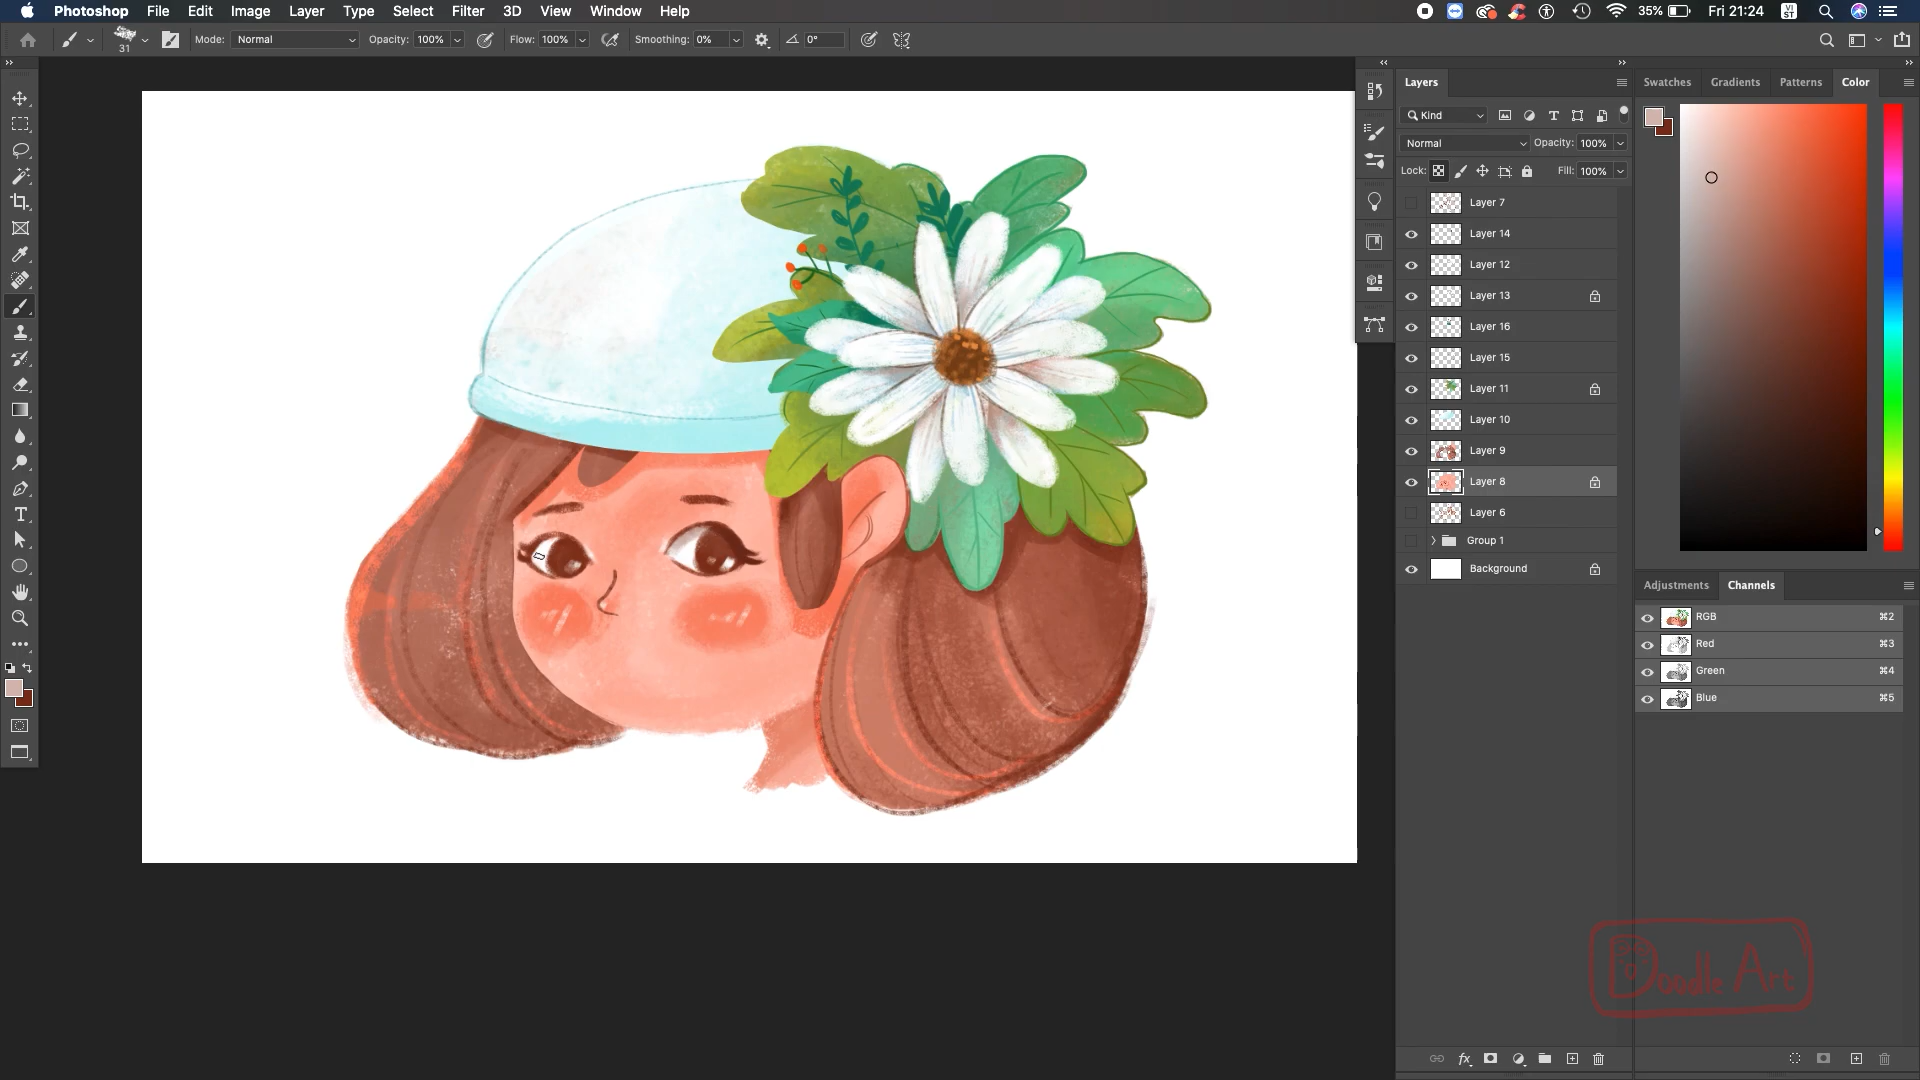 Photoshop File Edit Image Layer Type Select Filter 3D View Window Help 35% Fri 21:24 VI ST
31 Mode: Normal Opacity: 100% Flow: 100% Smoothing: 0% 0°
Layers
Kind
Normal Opacity: 100%
Lock: Fill: 100%
Layer 7
Layer 14
Layer 12
Layer 13
Layer 16
Layer 15
Layer 11
Layer 10
Layer 9
Layer 8
Layer 6
Group 1
Background
Swatches Gradients Patterns Color
Adjustments Channels
RGB ⌘2
Red ⌘3
Green ⌘4
Blue ⌘5
Doodle Art
fx